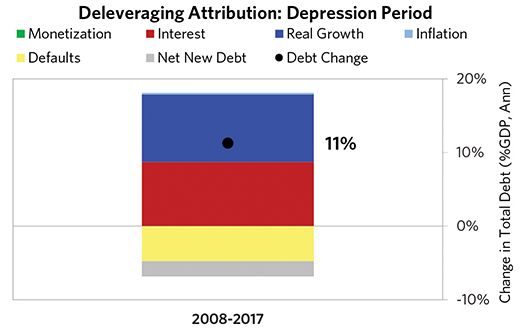 Deleveraging Attribution: Depression Period
Monetization Interest Real Growth Inflation
Defaults Net New Debt Debt Change
20%
11%
10%
0%
-10%
Change in Total Debt (%GDP, Ann)
2008-2017